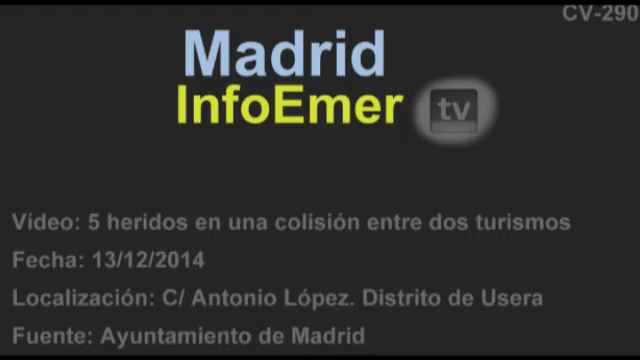 CV-290
Madrid
InfoEmer tv
Vídeo: 5 heridos en una colisión entre dos turismos
Fecha: 13/12/2014
Localización: C/ Antonio López. Distrito de Usera
Fuente: Ayuntamiento de Madrid